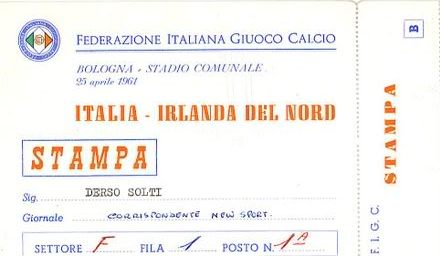 FEDERAZIONE ITALIANA GIUOCO CALCIO
BOLOGNA - STADIO COMUNALE
25 aprile 1961
ITALIA - IRLANDA DEL NORD
STAMPA
Sig. DERSO SOLTI
Giornale CORRISPONDENTE NEW SPORT.
SETTORE F FILA 1 POSTO N. 1A
B
STAMPA
F. I. G. C.